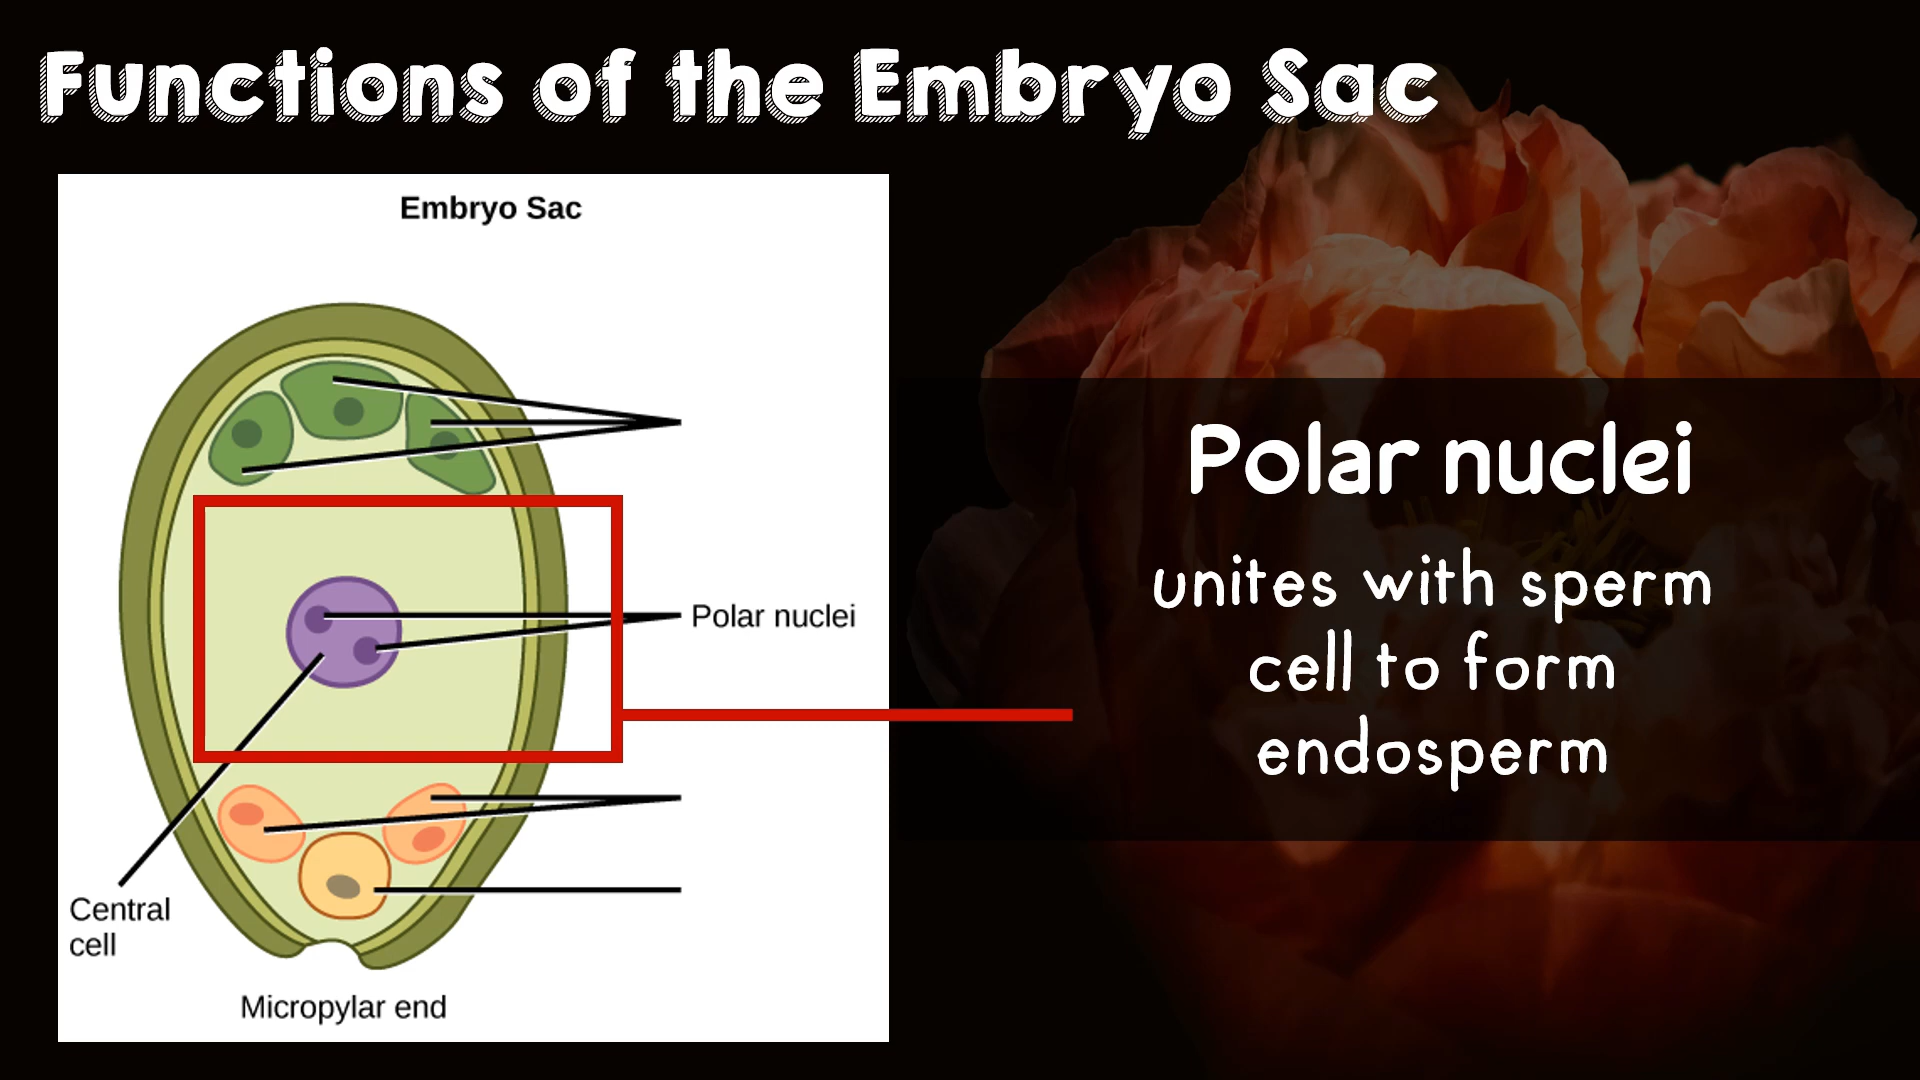 Functions of the Embryo Sac
Embryo Sac
Polar nuclei
Central
cell
Micropylar end
Polar nuclei
unites with sperm
cell to form
endosperm